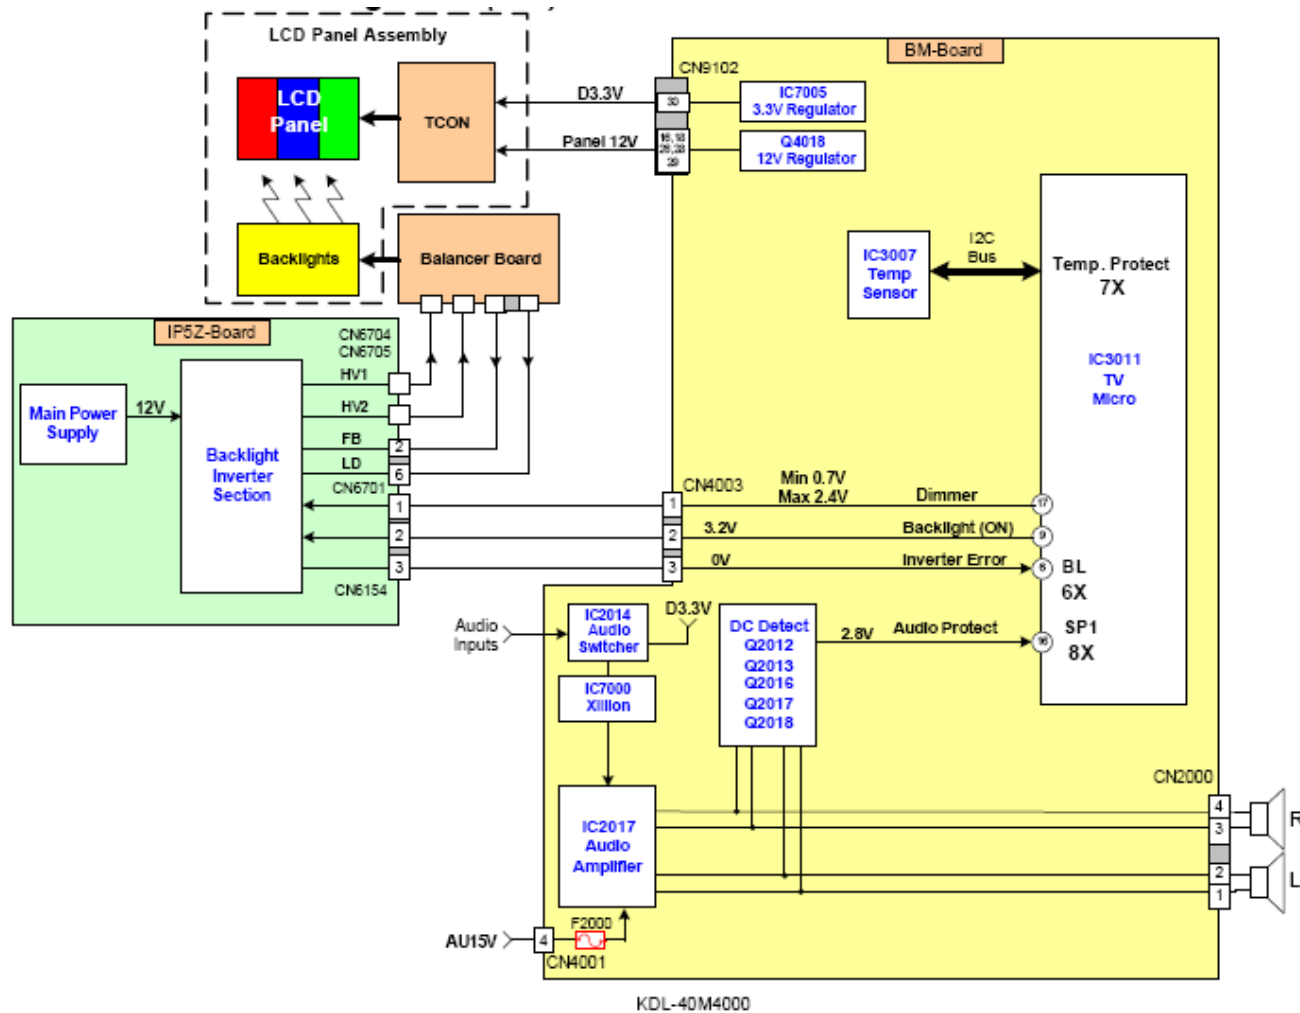 LCD Panel Assembly
LCD
Panel
TCON
D3.3V
Panel 12V
CN9102
30
29
BM-Board
IC7005
3.3V Regulator
Q4018
12V Regulator
Backlights
Balancer Board
IC3007
Temp
Sensor
I2C
Bus
Temp. Protect
7X
IC3011
TV
Micro
IP5Z-Board
CN6704
CN6705
Main Power
Supply
12V
Backlight
Inverter
Section
HV1
HV2
FB
2
LD
6
CN6701
1
2
3
CN6154
CN4003
1
2
3
Min 0.7V
Max 2.4V
Dimmer
17
3.2V
Backlight (ON)
9
0V
Inverter Error
BL
6X
Audio
Inputs
IC2014
Audio
Switcher
D3.3V
IC7000
Xillion
DC Detect
Q2012
Q2013
Q2016
Q2017
Q2018
2.8V
Audio Protect
SP1
8X
IC2017
Audio
Amplifier
CN2000
4
3
2
1
R
L
AU15V
4
F2000
CN4001
KDL-40M4000